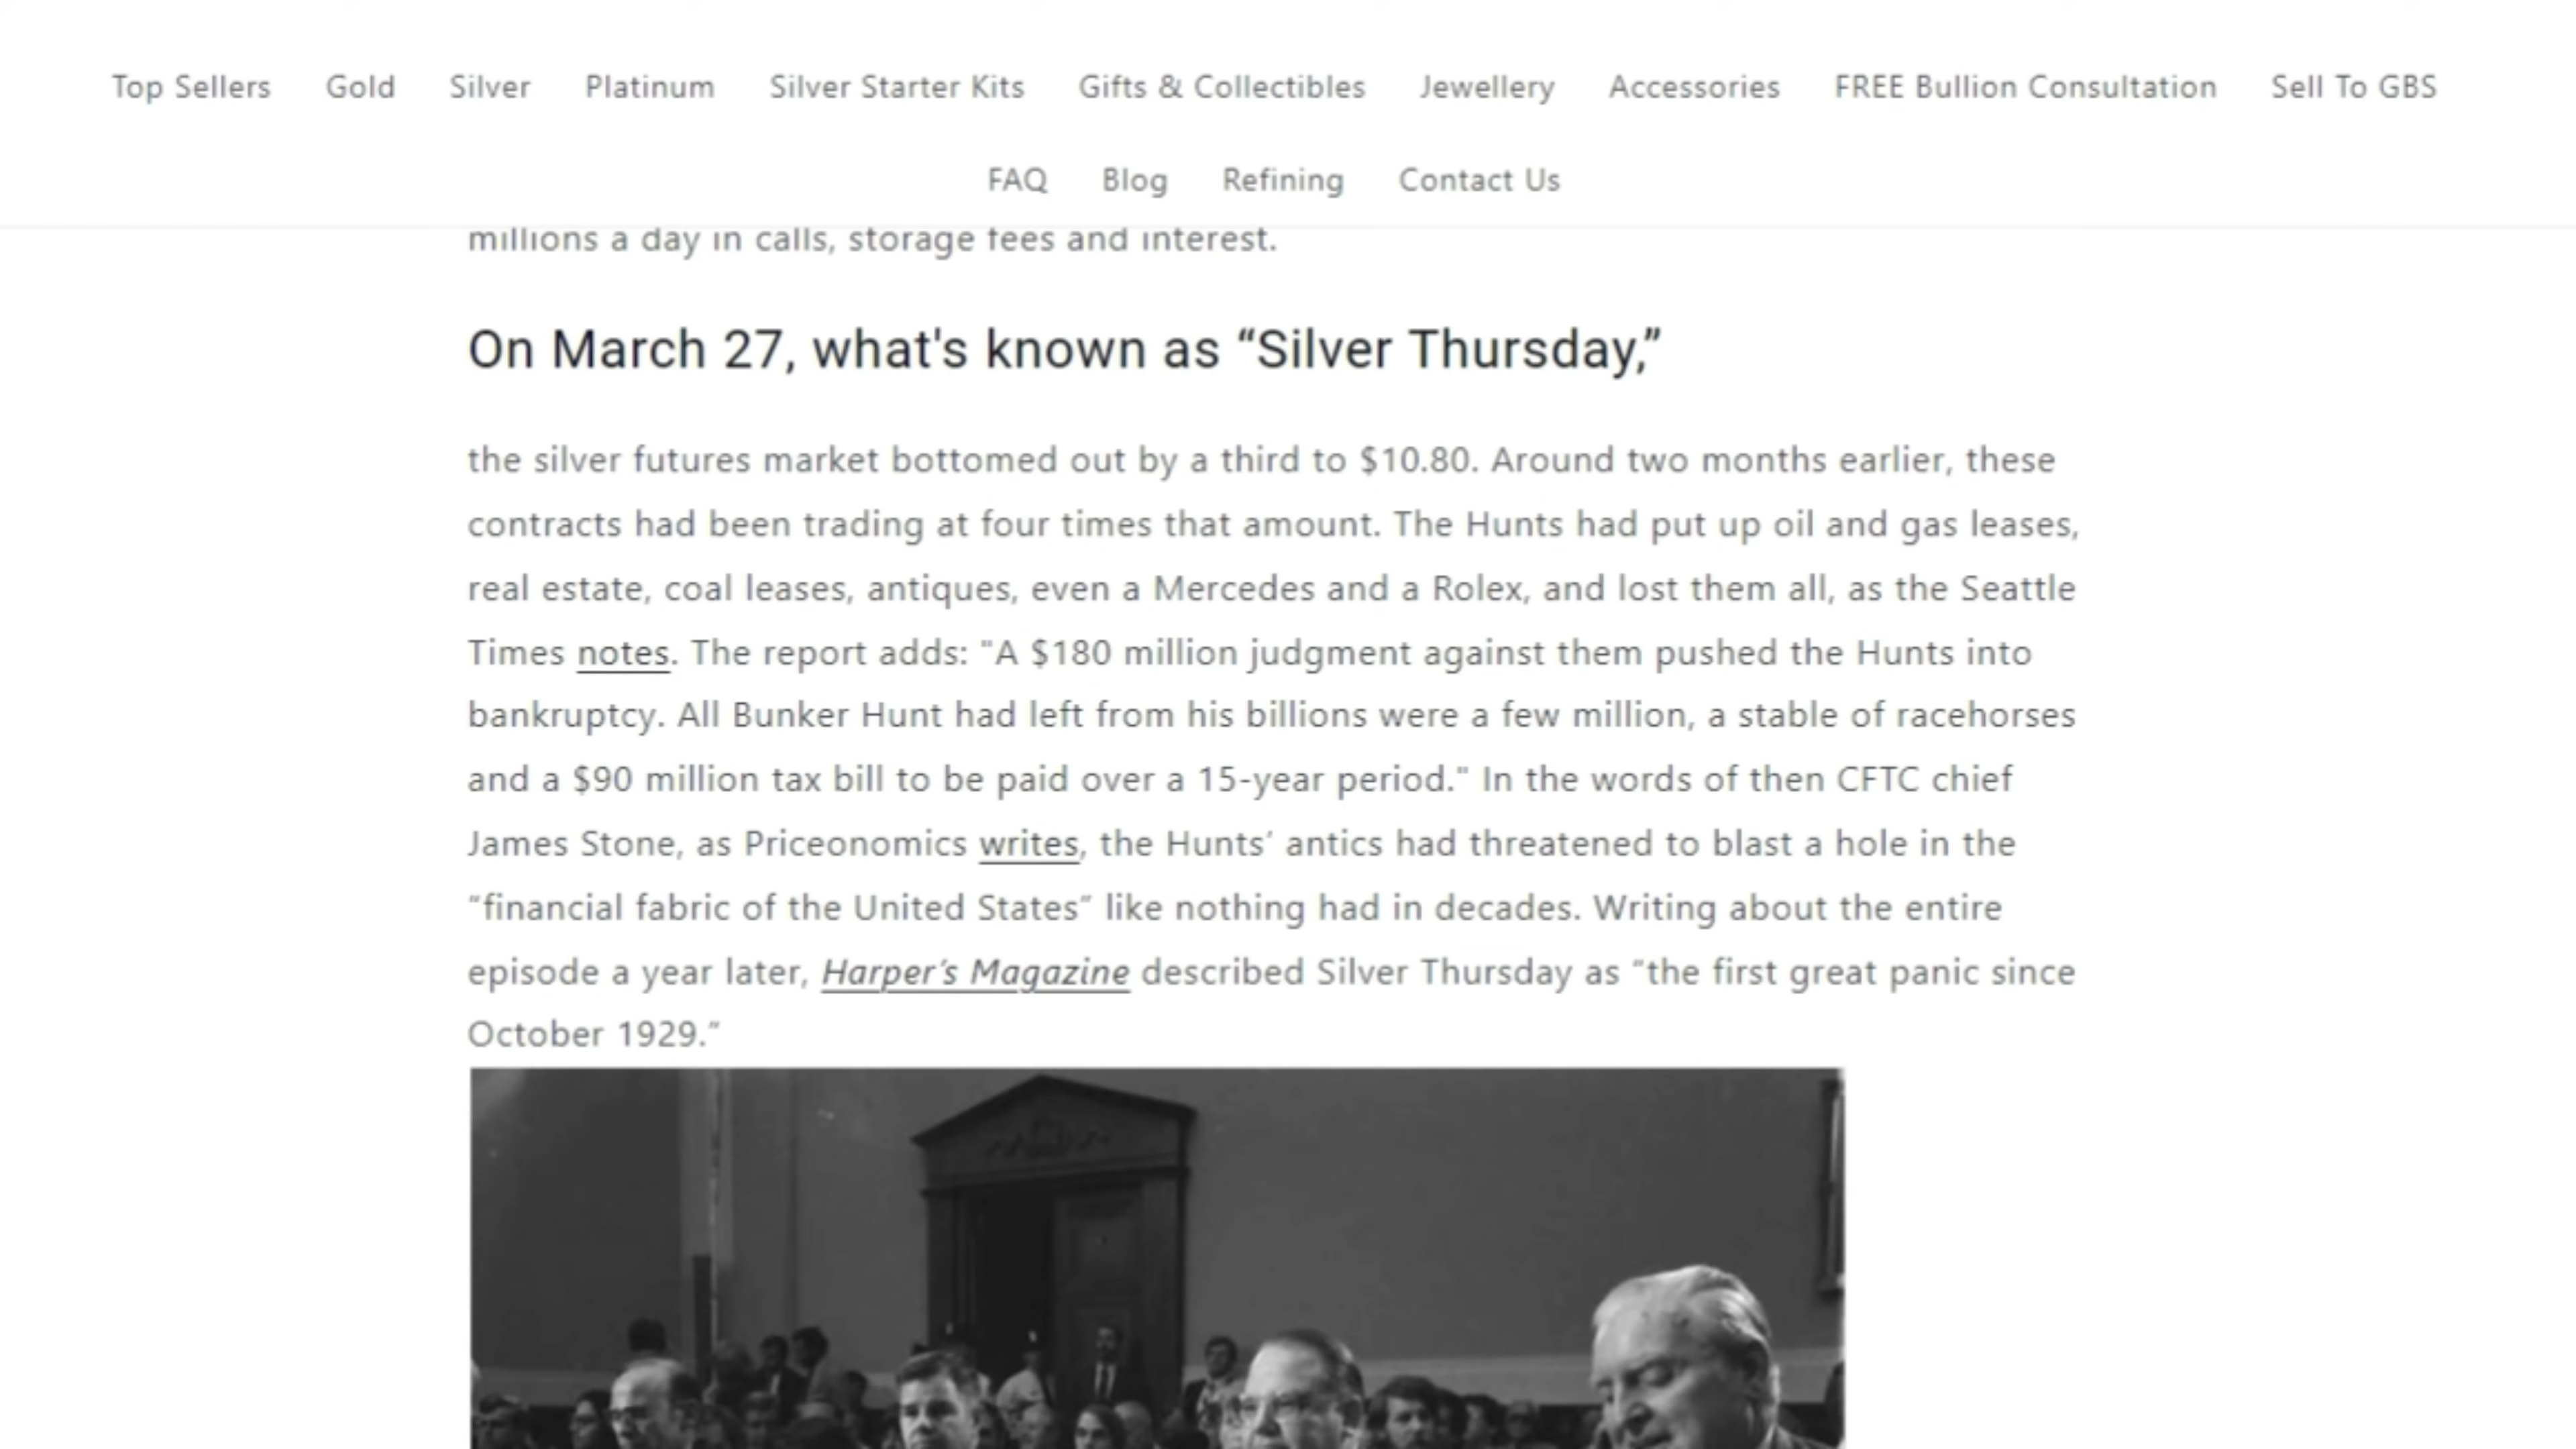 Top Sellers Gold Silver Platinum Silver Starter Kits Gifts & Collectibles Jewellery Accessories FREE Bullion Consultation Sell To GBS
FAQ Blog Refining Contact Us
millions a day in calls, storage fees and interest.
On March 27, what's known as “Silver Thursday,”
the silver futures market bottomed out by a third to $10.80. Around two months earlier, these
contracts had been trading at four times that amount. The Hunts had put up oil and gas leases,
real estate, coal leases, antiques, even a Mercedes and a Rolex, and lost them all, as the Seattle
Times notes. The report adds: "A $180 million judgment against them pushed the Hunts into
bankruptcy. All Bunker Hunt had left from his billions were a few million, a stable of racehorses
and a $90 million tax bill to be paid over a 15-year period." In the words of then CFTC chief
James Stone, as Priceonomics writes, the Hunts’ antics had threatened to blast a hole in the
“financial fabric of the United States” like nothing had in decades. Writing about the entire
episode a year later, Harper’s Magazine described Silver Thursday as “the first great panic since
October 1929.”